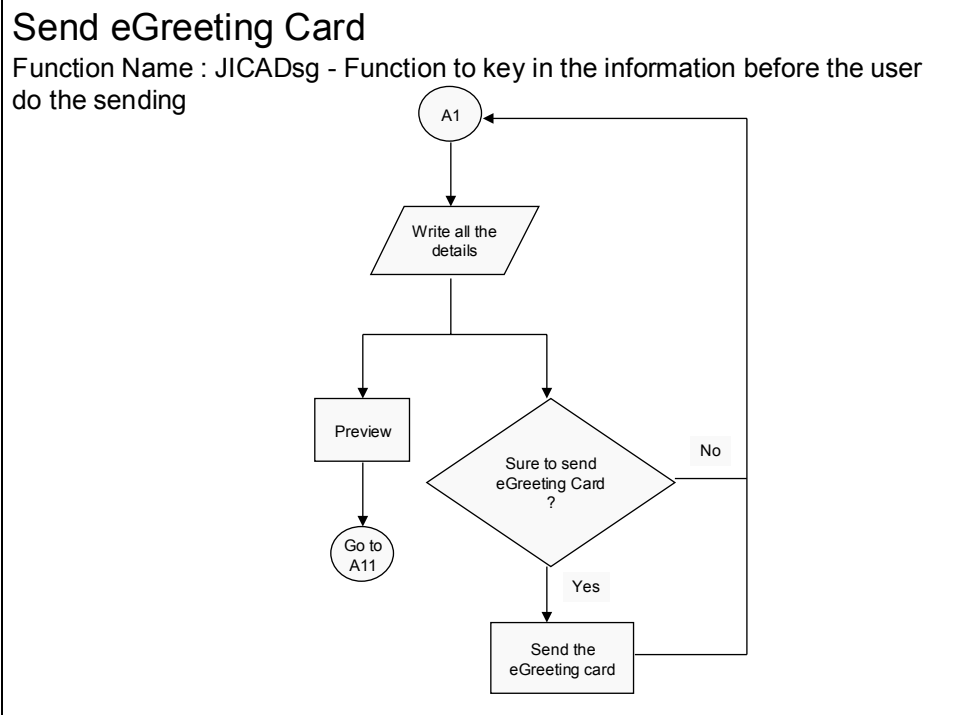 Send eGreeting Card
Function Name : JICADsg - Function to key in the information before the user
do the sending
A1
Write all the
details
Preview
Sure to send
eGreeting Card
?
No
Go to
A11
Yes
Send the
eGreeting card